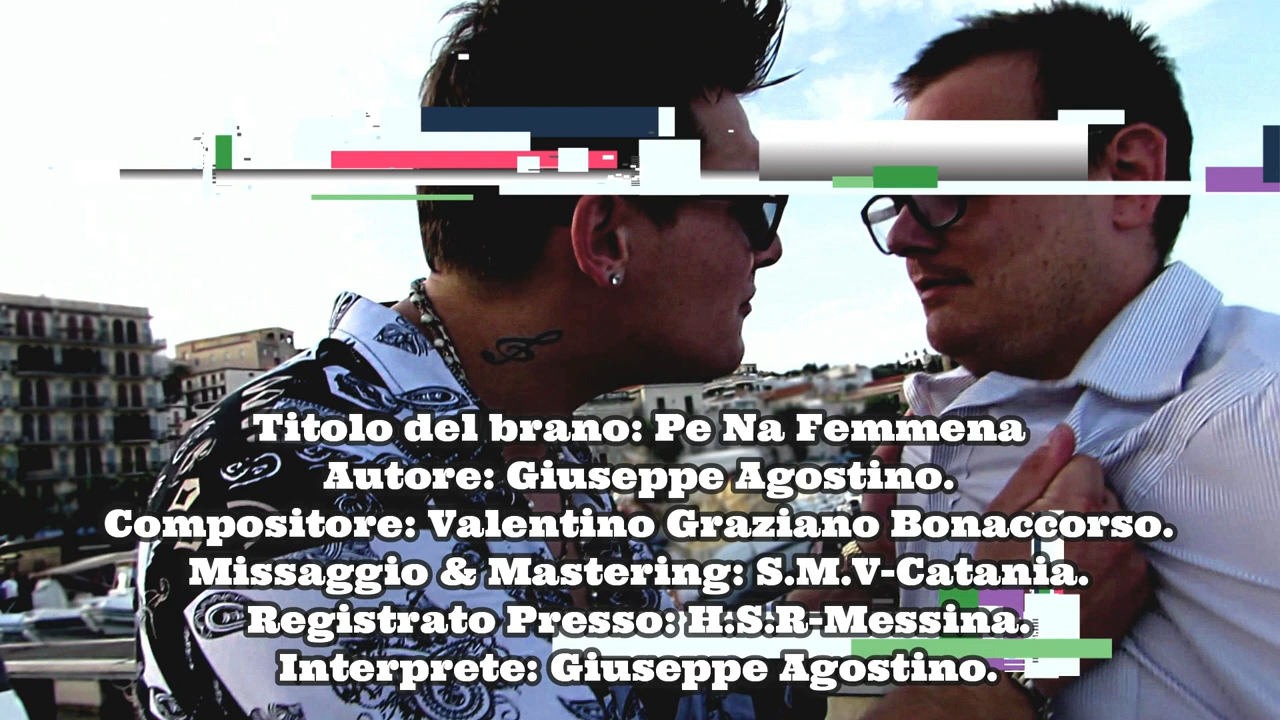 Titolo del brano: Pe Na Femmena
Autore: Giuseppe Agostino.
Compositore: Valentino Graziano Bonaccorso.
Missaggio & Mastering: S.M.V-Catania.
Registrato Presso: H.S.R-Messina.
Interprete: Giuseppe Agostino.